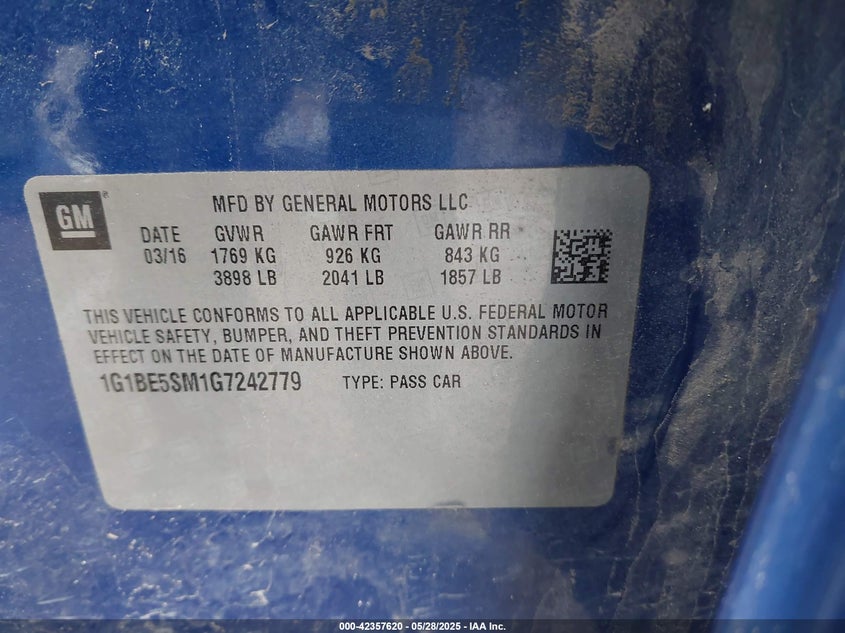 GM
MFD BY GENERAL MOTORS LLC
DATE GVWR GAWR FRT GAWR RR
03/16 1769 KG 926 KG 843 KG
3898 LB 2041 LB 1857 LB
THIS VEHICLE CONFORMS TO ALL APPLICABLE U.S. FEDERAL MOTOR
VEHICLE SAFETY, BUMPER, AND THEFT PREVENTION STANDARDS IN
EFFECT ON THE DATE OF MANUFACTURE SHOWN ABOVE.
1G1BE5SM1G7242779 TYPE: PASS CAR
000-42357620 - 05/28/2025 - IAA Inc.